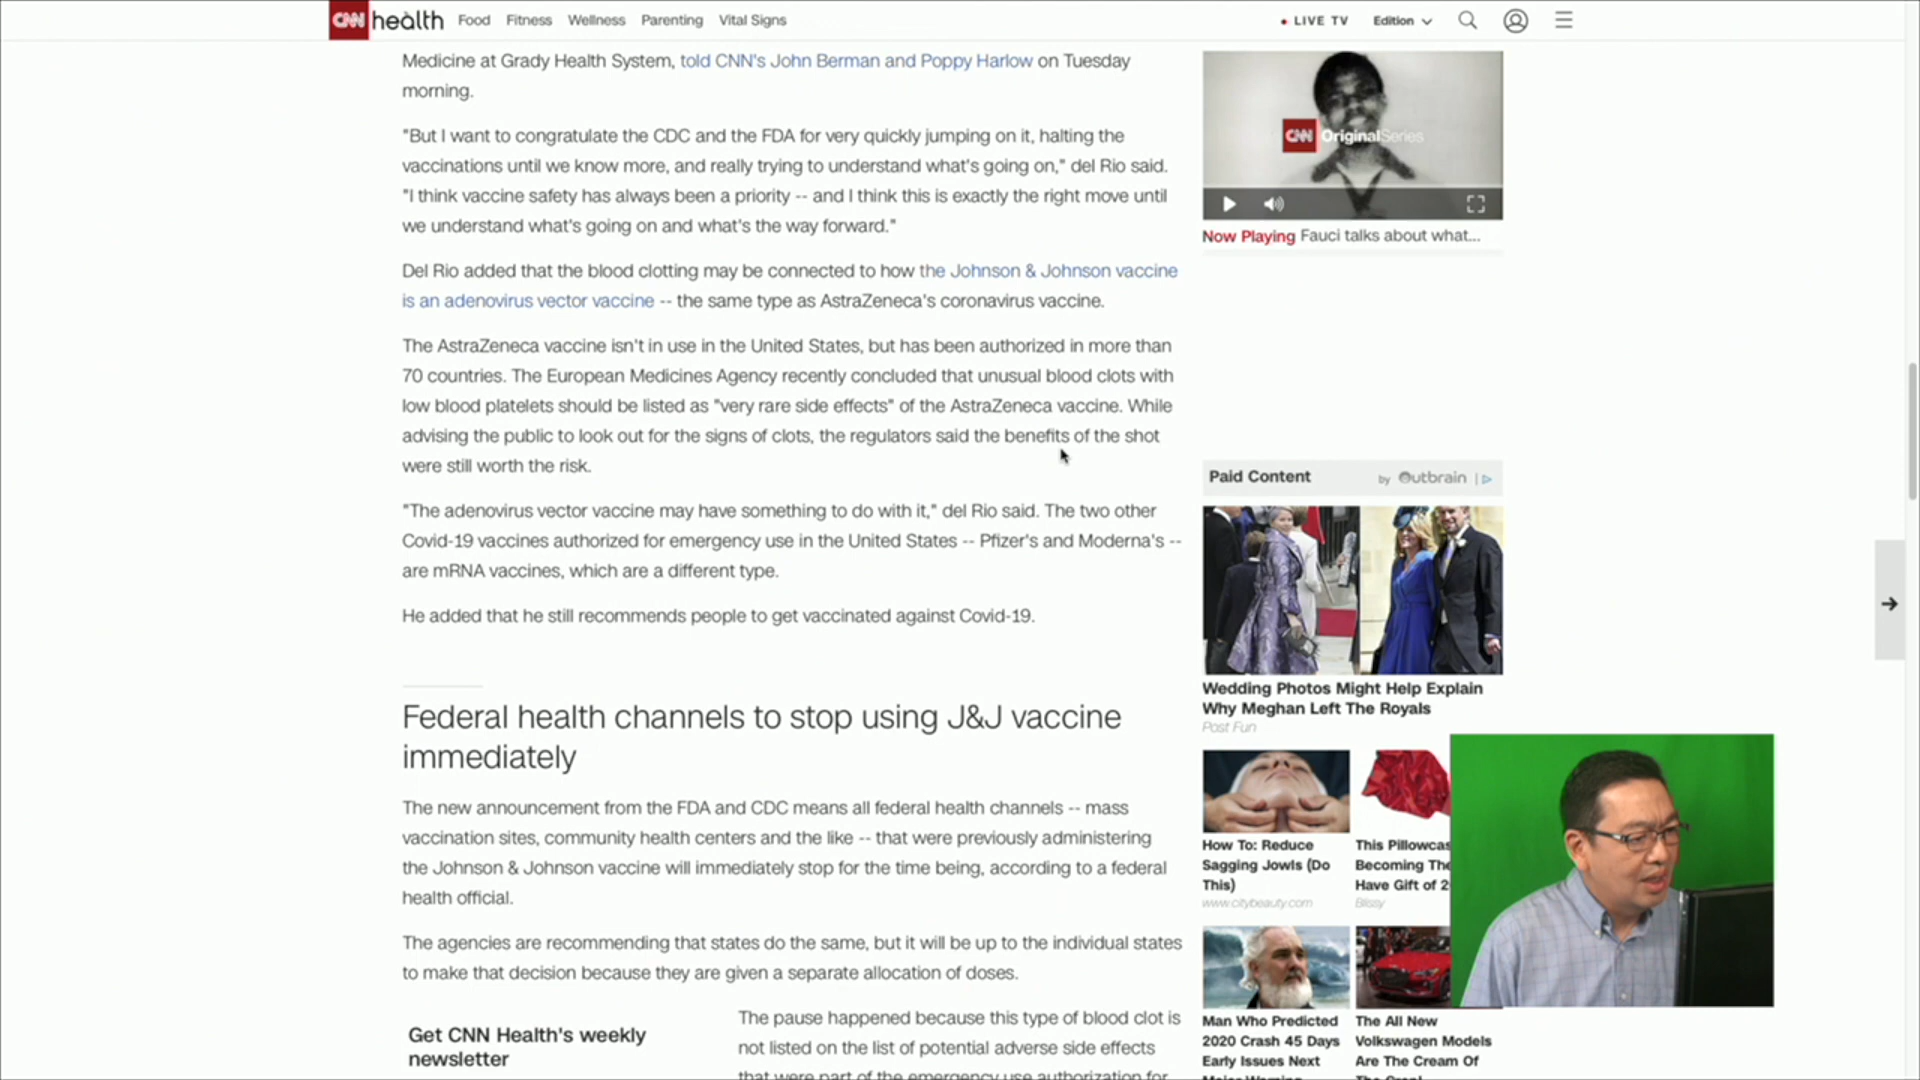 CNN health Food Fitness Wellness Parenting Vital Signs LIVE TV Edition
Medicine at Grady Health System, told CNN's John Berman and Poppy Harlow on Tuesday
morning.
"But I want to congratulate the CDC and the FDA for very quickly jumping on it, halting the
vaccinations until we know more, and really trying to understand what's going on," del Rio said.
"I think vaccine safety has always been a priority -- and I think this is exactly the right move until
we understand what's going on and what's the way forward."
Del Rio added that the blood clotting may be connected to how the Johnson & Johnson vaccine
is an adenovirus vector vaccine -- the same type as AstraZeneca's coronavirus vaccine.
The AstraZeneca vaccine isn't in use in the United States, but has been authorized in more than
70 countries. The European Medicines Agency recently concluded that unusual blood clots with
low blood platelets should be listed as "very rare side effects" of the AstraZeneca vaccine. While
advising the public to look out for the signs of clots, the regulators said the benefits of the shot
were still worth the risk.
"The adenovirus vector vaccine may have something to do with it," del Rio said. The two other
Covid-19 vaccines authorized for emergency use in the United States -- Pfizer's and Moderna's --
are mRNA vaccines, which are a different type.
He added that he still recommends people to get vaccinated against Covid-19.
Federal health channels to stop using J&J vaccine
immediately
The new announcement from the FDA and CDC means all federal health channels -- mass
vaccination sites, community health centers and the like -- that were previously administering
the Johnson & Johnson vaccine will immediately stop for the time being, according to a federal
health official.
The agencies are recommending that states do the same, but it will be up to the individual states
to make that decision because they are given a separate allocation of doses.
Get CNN Health's weekly
newsletter
The pause happened because this type of blood clot is
not listed on the list of potential adverse side effects
that were part of the emergency use authorization for
CNN Original Series
Now Playing Fauci talks about what...
Paid Content by Outbrain
Wedding Photos Might Help Explain
Why Meghan Left The Royals
Post Fun
How To: Reduce
Sagging Jowls (Do
This)
www.citybeauty.com
This Pillowcas
Becoming The
Have Gift of 2
Blissy
Man Who Predicted
2020 Crash 45 Days
Early Issues Next
The All New
Volkswagen Models
Are The Cream Of